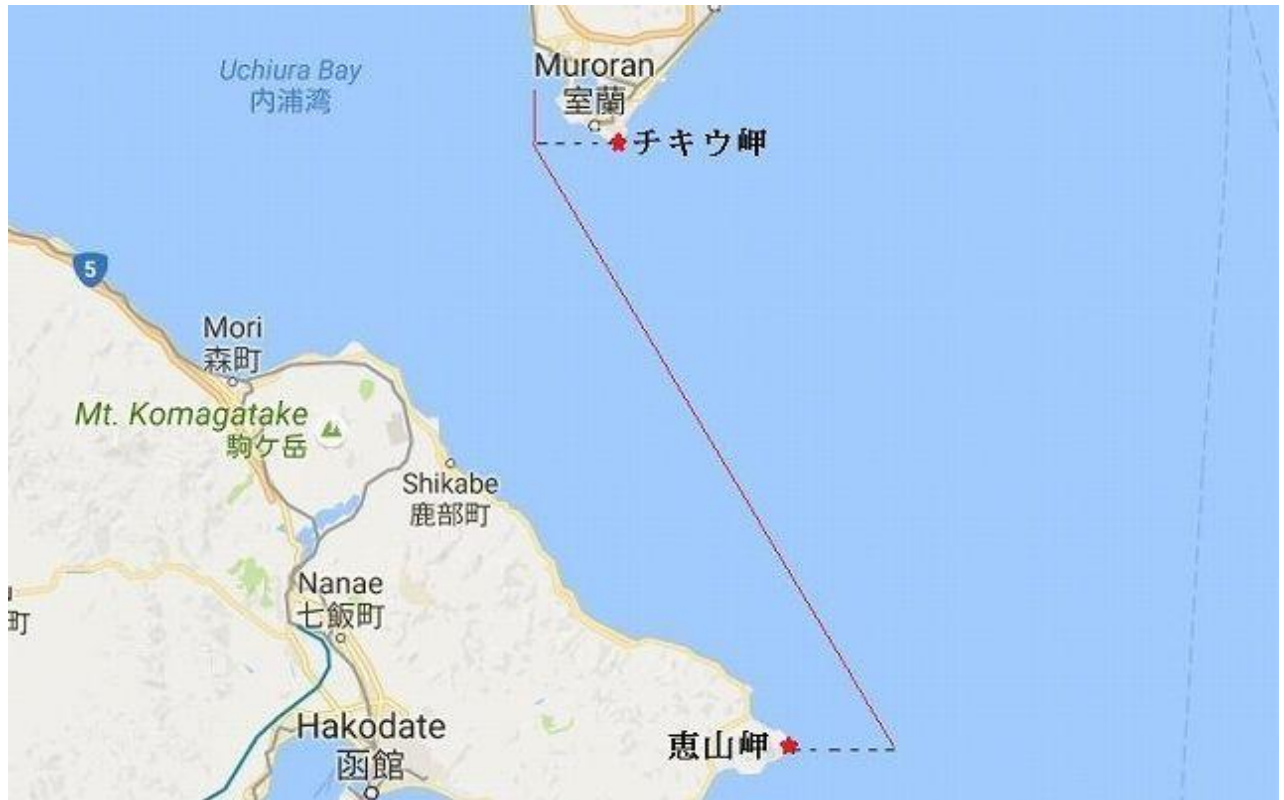 Uchiura Bay
内浦湾
Muroran
室蘭
チキウ岬
5
Mori
森町
Mt. Komagatake
駒ケ岳
Shikabe
鹿部町
Nanae
七飯町
町
Hakodate
函館
恵山岬